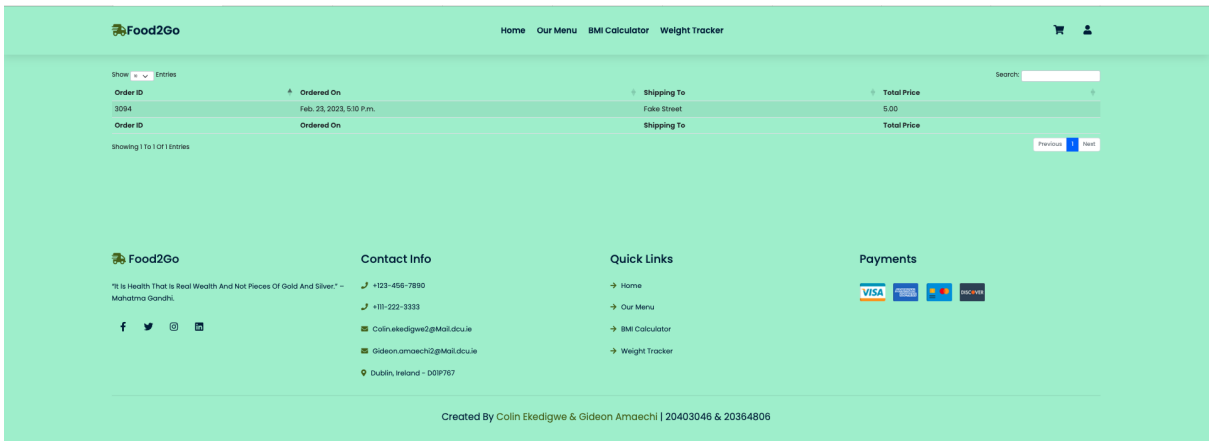 Food2Go
Home Our Menu BMI Calculator Weight Tracker
Show Entries
Search:
Order ID Ordered On Shipping To Total Price
3094 Feb. 23, 2023, 5:10 P.m. Fake Street 5.00
Order ID Ordered On Shipping To Total Price
Showing 1 To 1 Of 1 Entries
Previous 1 Next
Food2Go
"It Is Health That Is Real Wealth And Not Pieces Of Gold And Silver." –
Mahatma Gandhi.
Contact Info
+123-456-7890
+111-222-3333
Colin.ekedigwe2@Mail.dcu.ie
Gideon.amaechi2@Mail.dcu.ie
Dublin, Ireland - D01P767
Quick Links
Home
Our Menu
BMI Calculator
Weight Tracker
Payments
VISA DISCOVER
Created By Colin Ekedigwe & Gideon Amaechi | 20403046 & 20364806